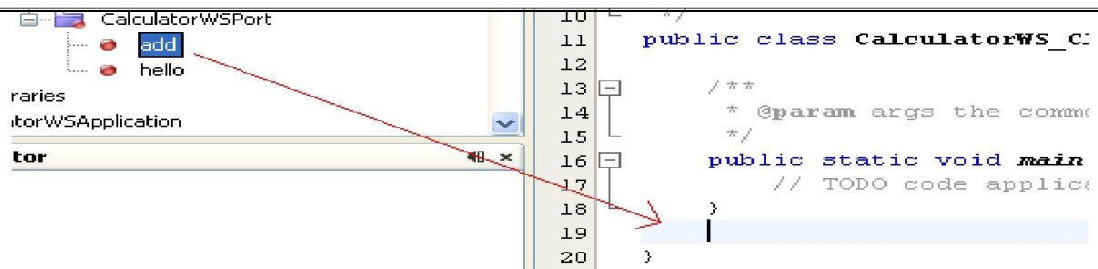 CalculatorWSPort
add
hello
raries
itorWSApplication
tor
10 */
11 public class CalculatorWS_C
12
13 /**
14 * @param args the comm
15 */
16 public static void main
17 // TODO code applic
18 }
19
20 }